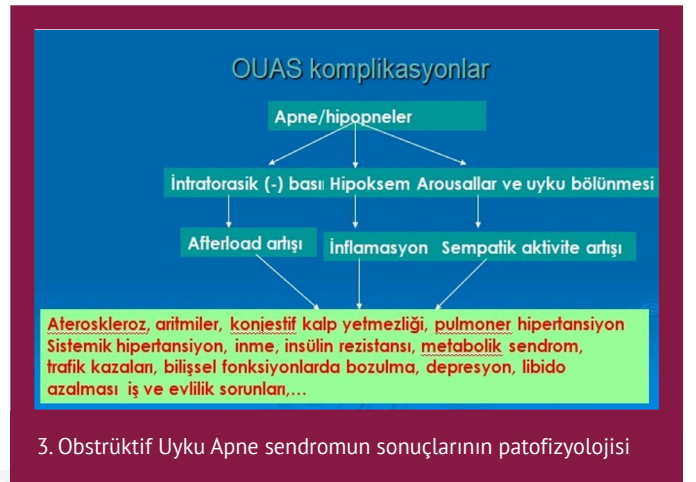 OUAS komplikasyonlar
Apne/hipopneler
İntratorasik (-) bası Hipoksem Arousallar ve uyku bölünmesi
Afterload artışı İnflamasyon Sempatik aktivite artışı
Ateroskleroz, aritmiler, konjestif kalp yetmezliği, pulmoner hipertansiyon
Sistemik hipertansiyon, inme, insülin rezistansı, metabolik sendrom,
trafik kazaları, bilişsel fonksiyonlarda bozulma, depresyon, libido
azalması iş ve evlilik sorunları,...
3. Obstrüktif Uyku Apne sendromun sonuçlarının patofizyolojisi